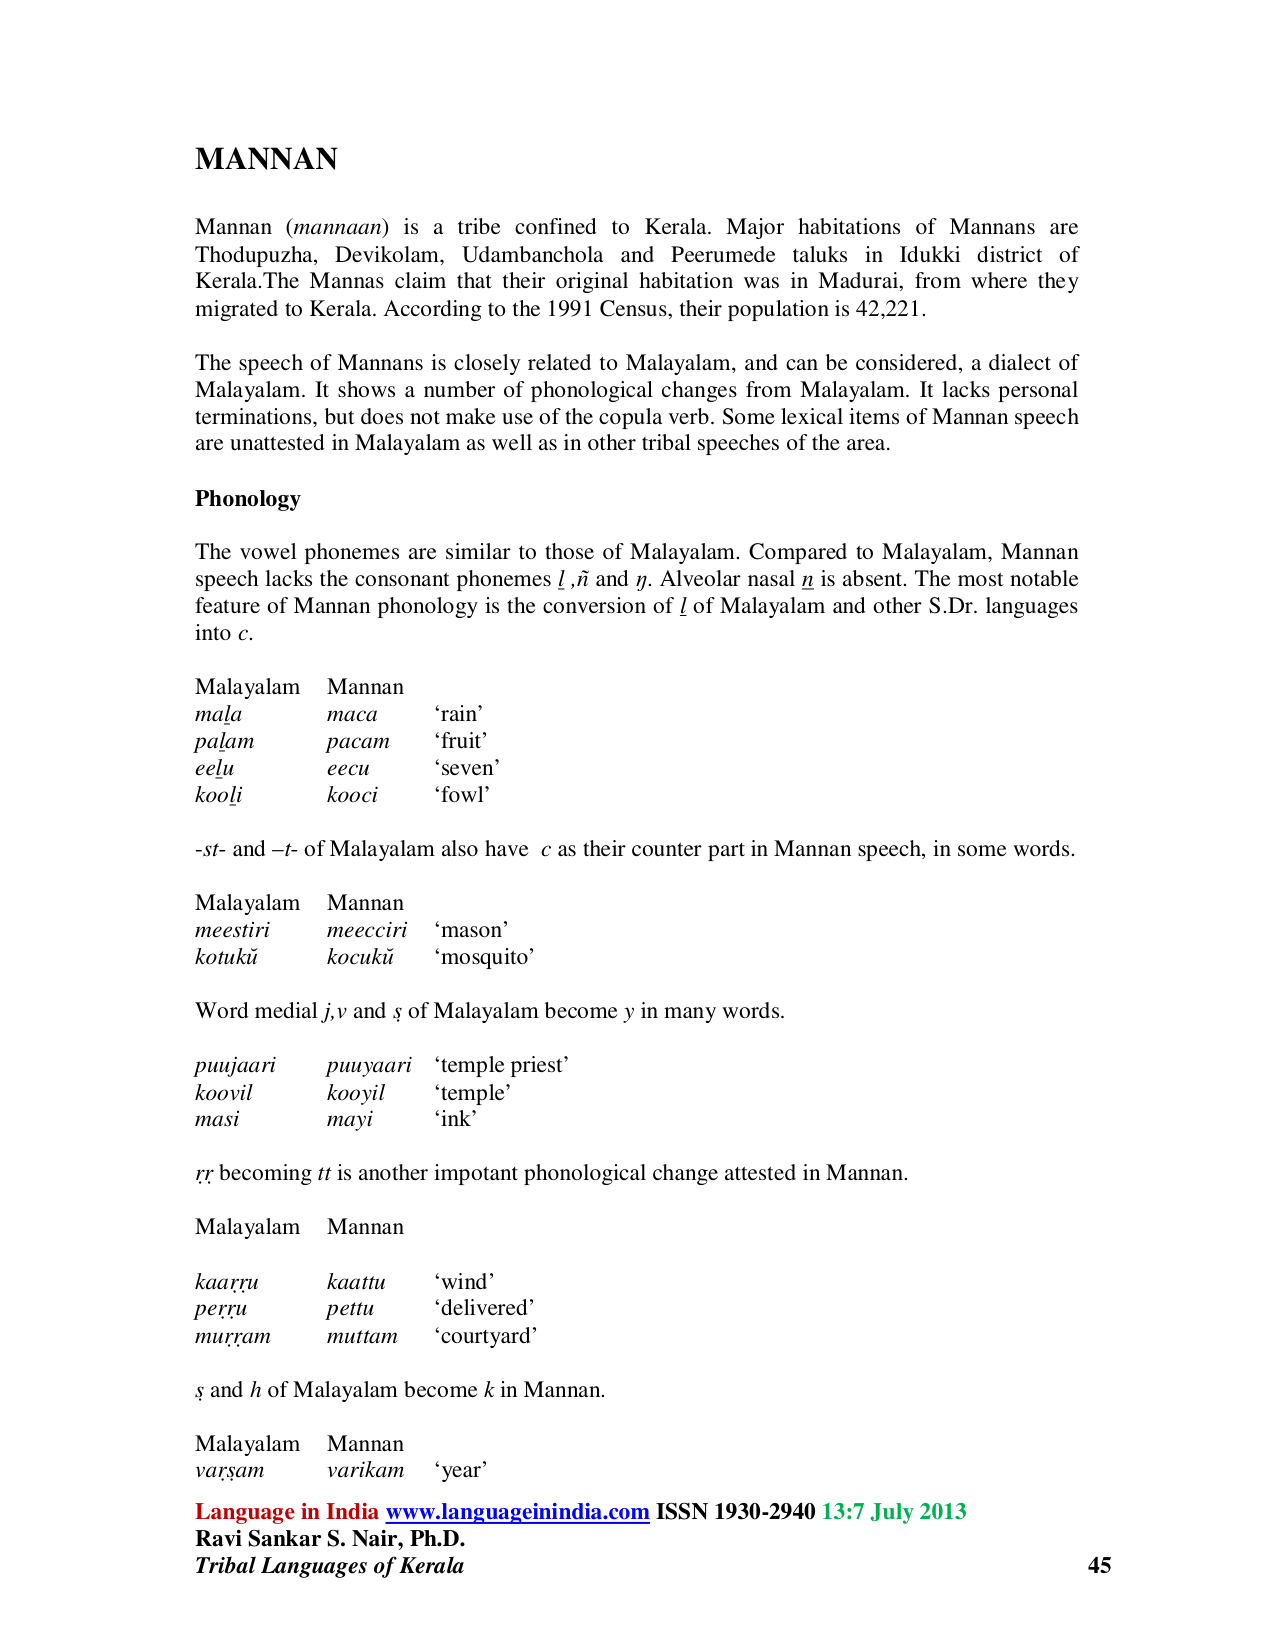 MANNAN
Mannan (mannaan) is a tribe confined to Kerala. Major habitations of Mannans are
Thodupuzha, Devikolam, Udambanchola and Peerumede taluks in Idukki district of
Kerala.The Mannas claim that their original habitation was in Madurai, from where they
migrated to Kerala. According to the 1991 Census, their population is 42,221.
The speech of Mannans is closely related to Malayalam, and can be considered, a dialect of
Malayalam. It shows a number of phonological changes from Malayalam. It lacks personal
terminations, but does not make use of the copula verb. Some lexical items of Mannan speech
are unattested in Malayalam as well as in other tribal speeches of the area.
Phonology
The vowel phonemes are similar to those of Malayalam. Compared to Malayalam, Mannan
speech lacks the consonant phonemes ḻ ,ñ and ŋ. Alveolar nasal ṉ is absent. The most notable
feature of Mannan phonology is the conversion of ḻ of Malayalam and other S.Dr. languages
into c.
Malayalam Mannan
maḻa maca ‘rain’
paḻam pacam ‘fruit’
eeḻu eecu ‘seven’
kooḻi kooci ‘fowl’
-st- and –t- of Malayalam also have c as their counter part in Mannan speech, in some words.
Malayalam Mannan
meestiri meecciri ‘mason’
kotukŭ kocukŭ ‘mosquito’
Word medial j,v and ṣ of Malayalam become y in many words.
puujaari puuyaari ‘temple priest’
koovil kooyil ‘temple’
masi mayi ‘ink’
ṛṛ becoming tt is another impotant phonological change attested in Mannan.
Malayalam Mannan
kaaṛṛu kaattu ‘wind’
peṛṛu pettu ‘delivered’
muṛṛam muttam ‘courtyard’
ṣ and h of Malayalam become k in Mannan.
Malayalam Mannan
vaṛṣam varikam ‘year’
Language in India www.languageinindia.com ISSN 1930-2940 13:7 July 2013
Ravi Sankar S. Nair, Ph.D.
Tribal Languages of Kerala 45